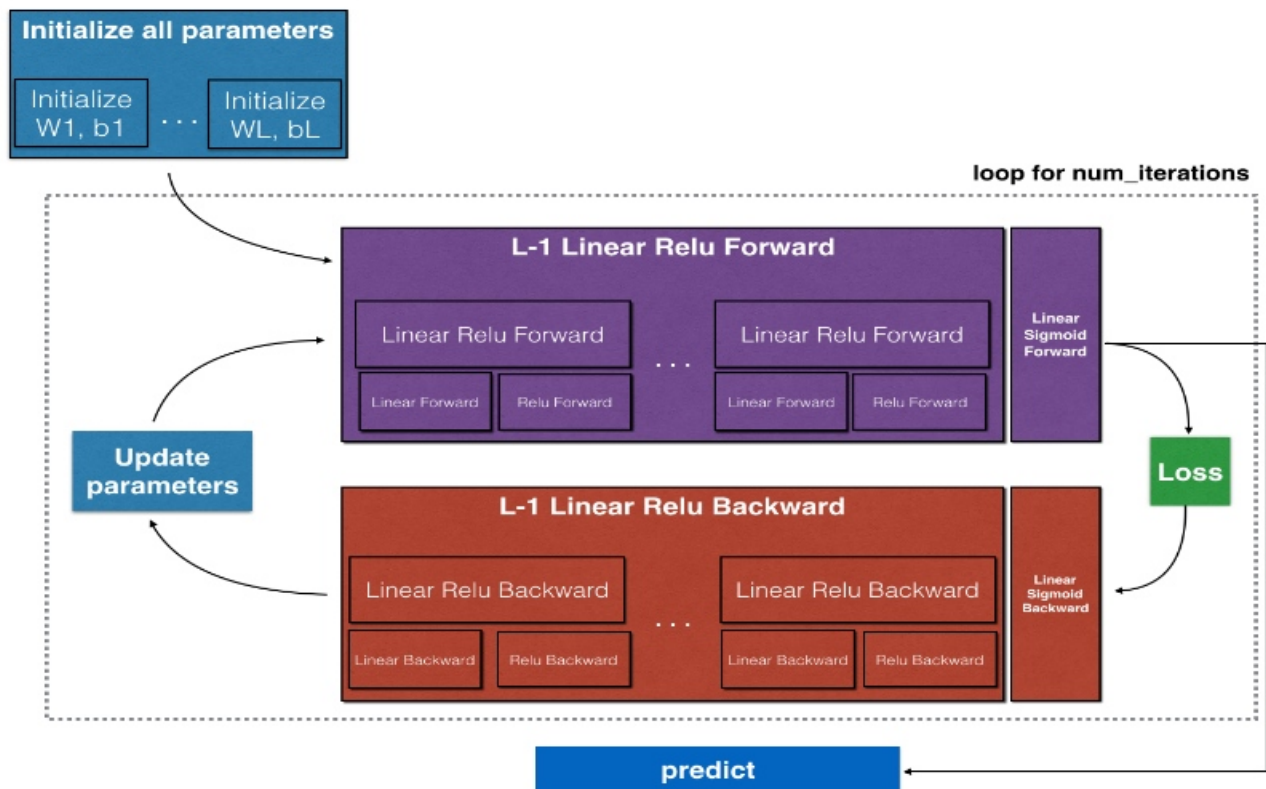 Initialize all parameters
Initialize
W1, b1
. . .
Initialize
WL, bL
loop for num_iterations
L-1 Linear Relu Forward
Linear Relu Forward
Linear Forward
Relu Forward
. . .
Linear Relu Forward
Linear Forward
Relu Forward
Linear
Sigmoid
Forward
Update
parameters
Loss
L-1 Linear Relu Backward
Linear Relu Backward
Linear Backward
Relu Backward
. . .
Linear Relu Backward
Linear Backward
Relu Backward
Linear
Sigmoid
Backward
predict